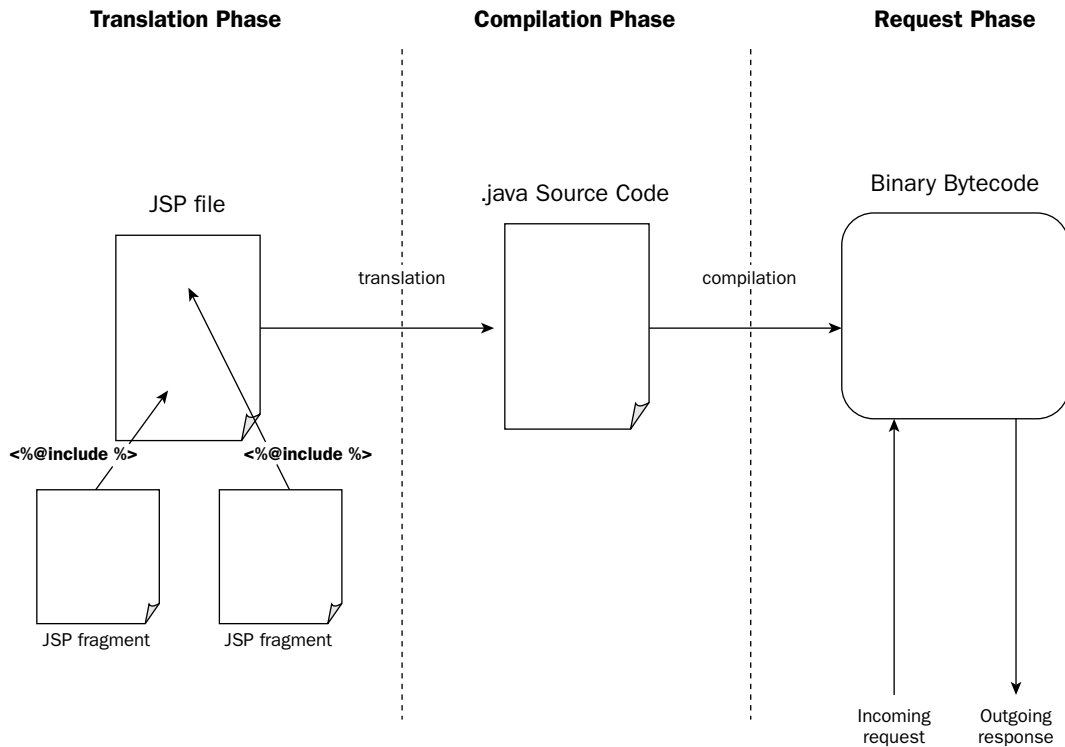 Translation Phase
Compilation Phase
Request Phase
JSP file
.java Source Code
Binary Bytecode
translation
compilation
<%@include %>
<%@include %>
JSP fragment
JSP fragment
Incoming
request
Outgoing
response